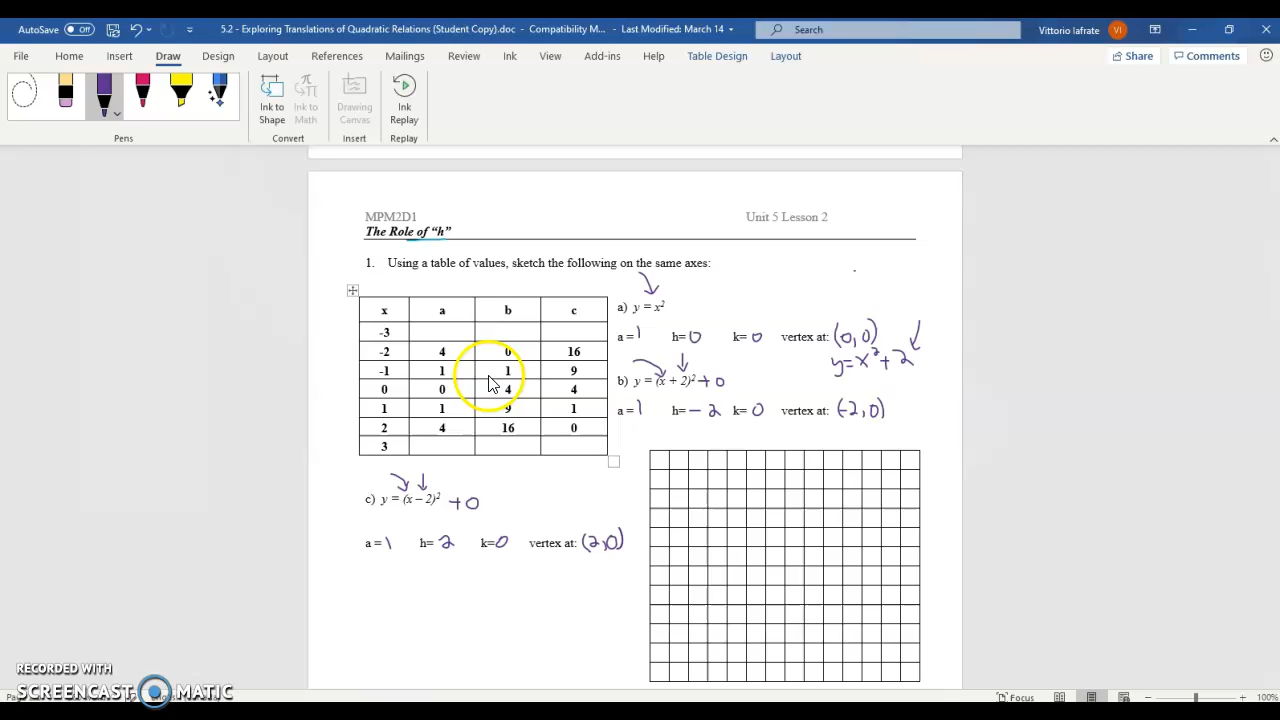 AutoSave Off 5.2 - Exploring Translations of Quadratic Relations (Student Copy).doc - Compatibility M... - Last Modified: March 14 Search Vittorio Iafrate VI
File Home Insert Draw Design Layout References Mailings Review Ink View Add-ins Help Table Design Layout Share Comments
Ink to Shape Ink to Math Drawing Canvas Ink Replay
Pens Convert Insert Replay
MPM2D1 Unit 5 Lesson 2
The Role of “h”
1. Using a table of values, sketch the following on the same axes:
x a b c
-3
-2 4 0 16
-1 1 1 9
0 0 4 4
1 1 9 1
2 4 16 0
3
a) y = x²
a = 1 h= 0 k= 0 vertex at: (0, 0)
y = x² + 2
b) y = (x + 2)² + 0
a = 1 h= -2 k= 0 vertex at: (-2, 0)
c) y = (x – 2)² + 0
a = 1 h= 2 k= 0 vertex at: (2, 0)
RECORDED WITH
SCREENCAST MATIC
Focus 100%